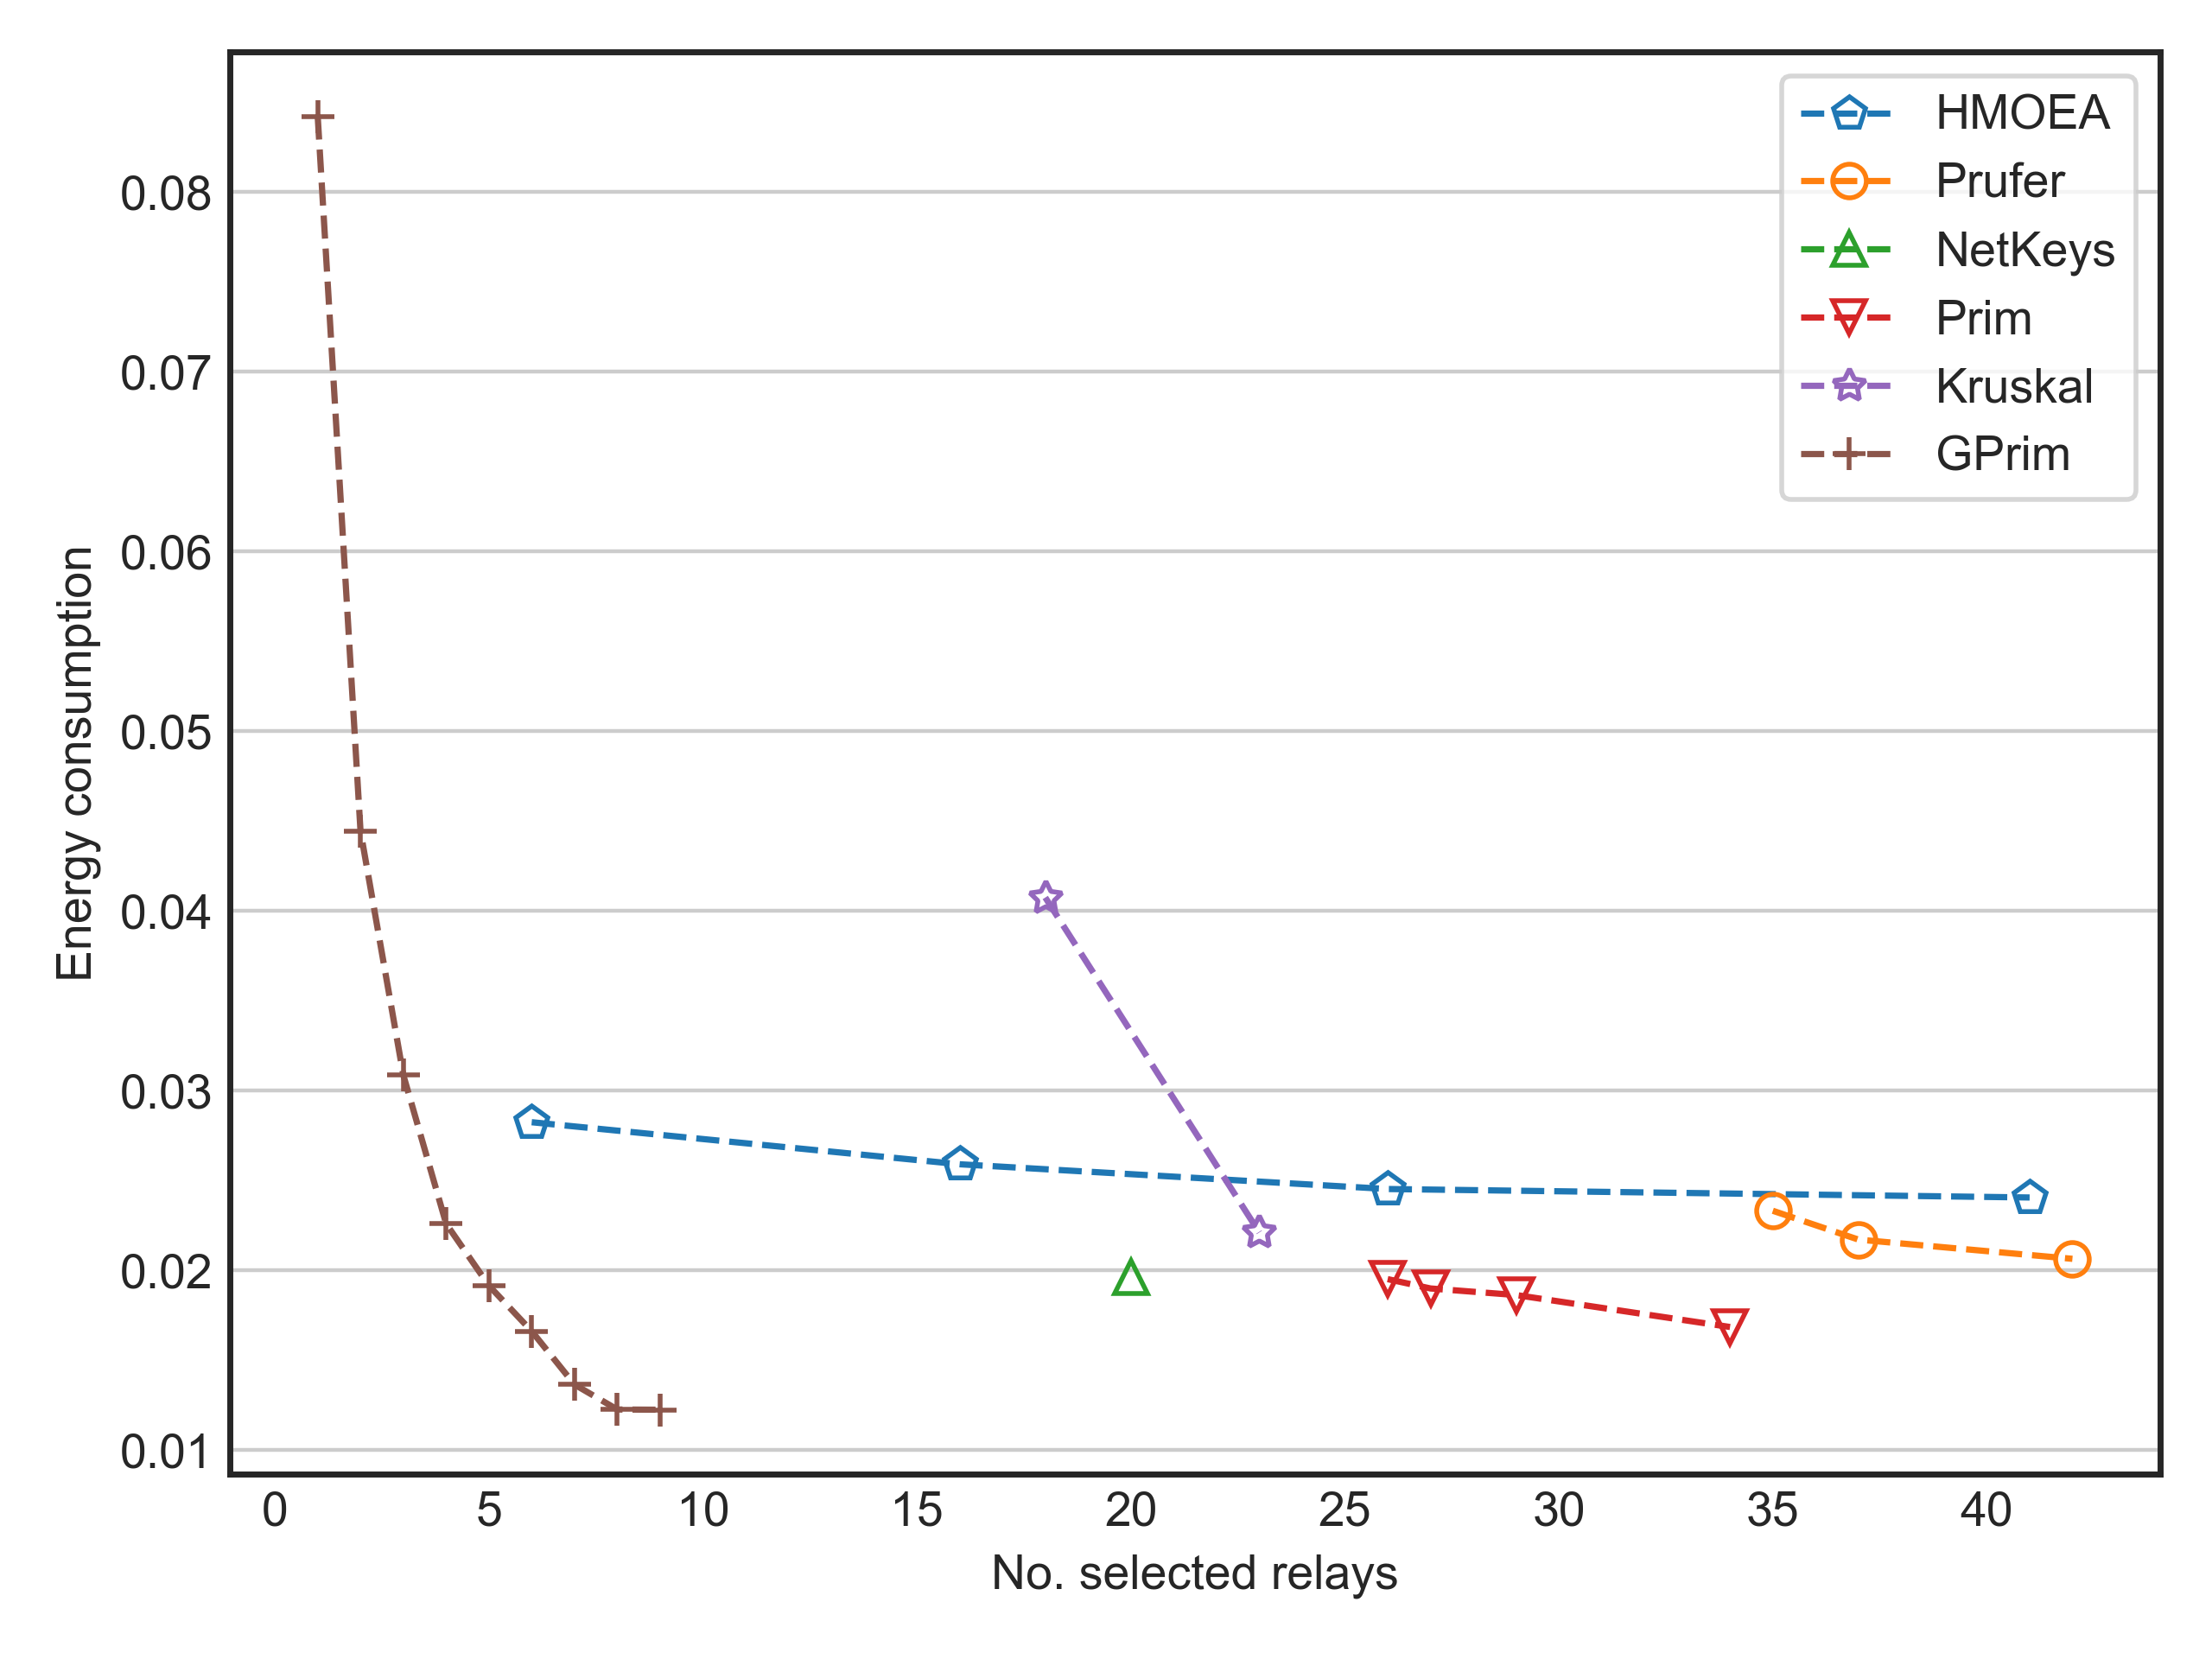 HMOEA
Prufer
NetKeys
Prim
Kruskal
GPrim
Energy consumption
0.08
0.07
0.06
0.05
0.04
0.03
0.02
0.01
0 5 10 15 20 25 30 35 40
No. selected relays